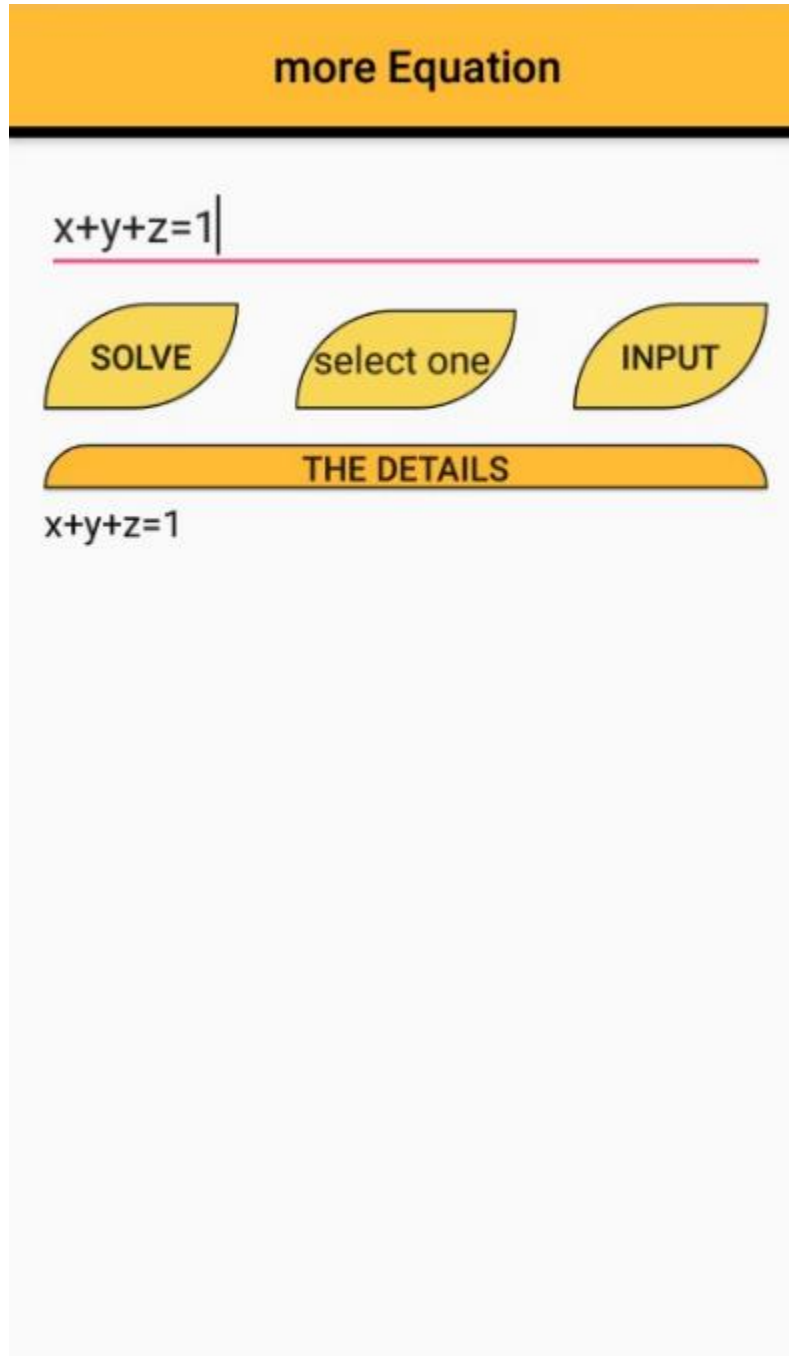 more Equation
x+y+z=1
SOLVE select one INPUT
THE DETAILS
x+y+z=1